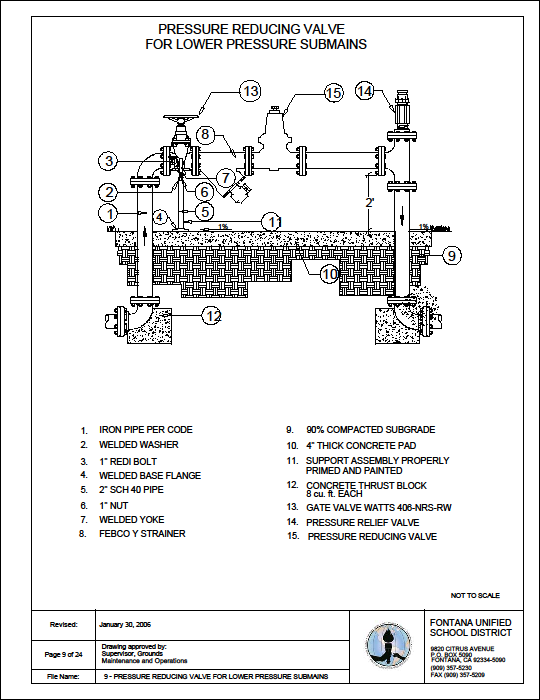 PRESSURE REDUCING VALVE
FOR LOWER PRESSURE SUBMAINS
13
15
14
8
3
7
2
6
1
4
5
11
2'
1%
1%
9
10
12
1. IRON PIPE PER CODE
2. WELDED WASHER
3. 1" REDI BOLT
4. WELDED BASE FLANGE
5. 2" SCH 40 PIPE
6. 1" NUT
7. WELDED YOKE
8. FEBCO Y STRAINER
9. 90% COMPACTED SUBGRADE
10. 4" THICK CONCRETE PAD
11. SUPPORT ASSEMBLY PROPERLY
PRIMED AND PAINTED
12. CONCRETE THRUST BLOCK
8 cu. ft. EACH
13. GATE VALVE WATTS 406-NRS-RW
14. PRESSURE RELIEF VALVE
15. PRESSURE REDUCING VALVE
NOT TO SCALE
Revised: January 30, 2006
Page 9 of 24
Drawing approved by:
Supervisor, Grounds
Maintenance and Operations
File Name: 9 - PRESSURE REDUCING VALVE FOR LOWER PRESSURE SUBMAINS
FONTANA UNIFIED
SCHOOL DISTRICT
9820 CITRUS AVENUE
P.O. BOX 5090
FONTANA, CA 92334-5090
(909) 357-5230
FAX (909) 357-5209